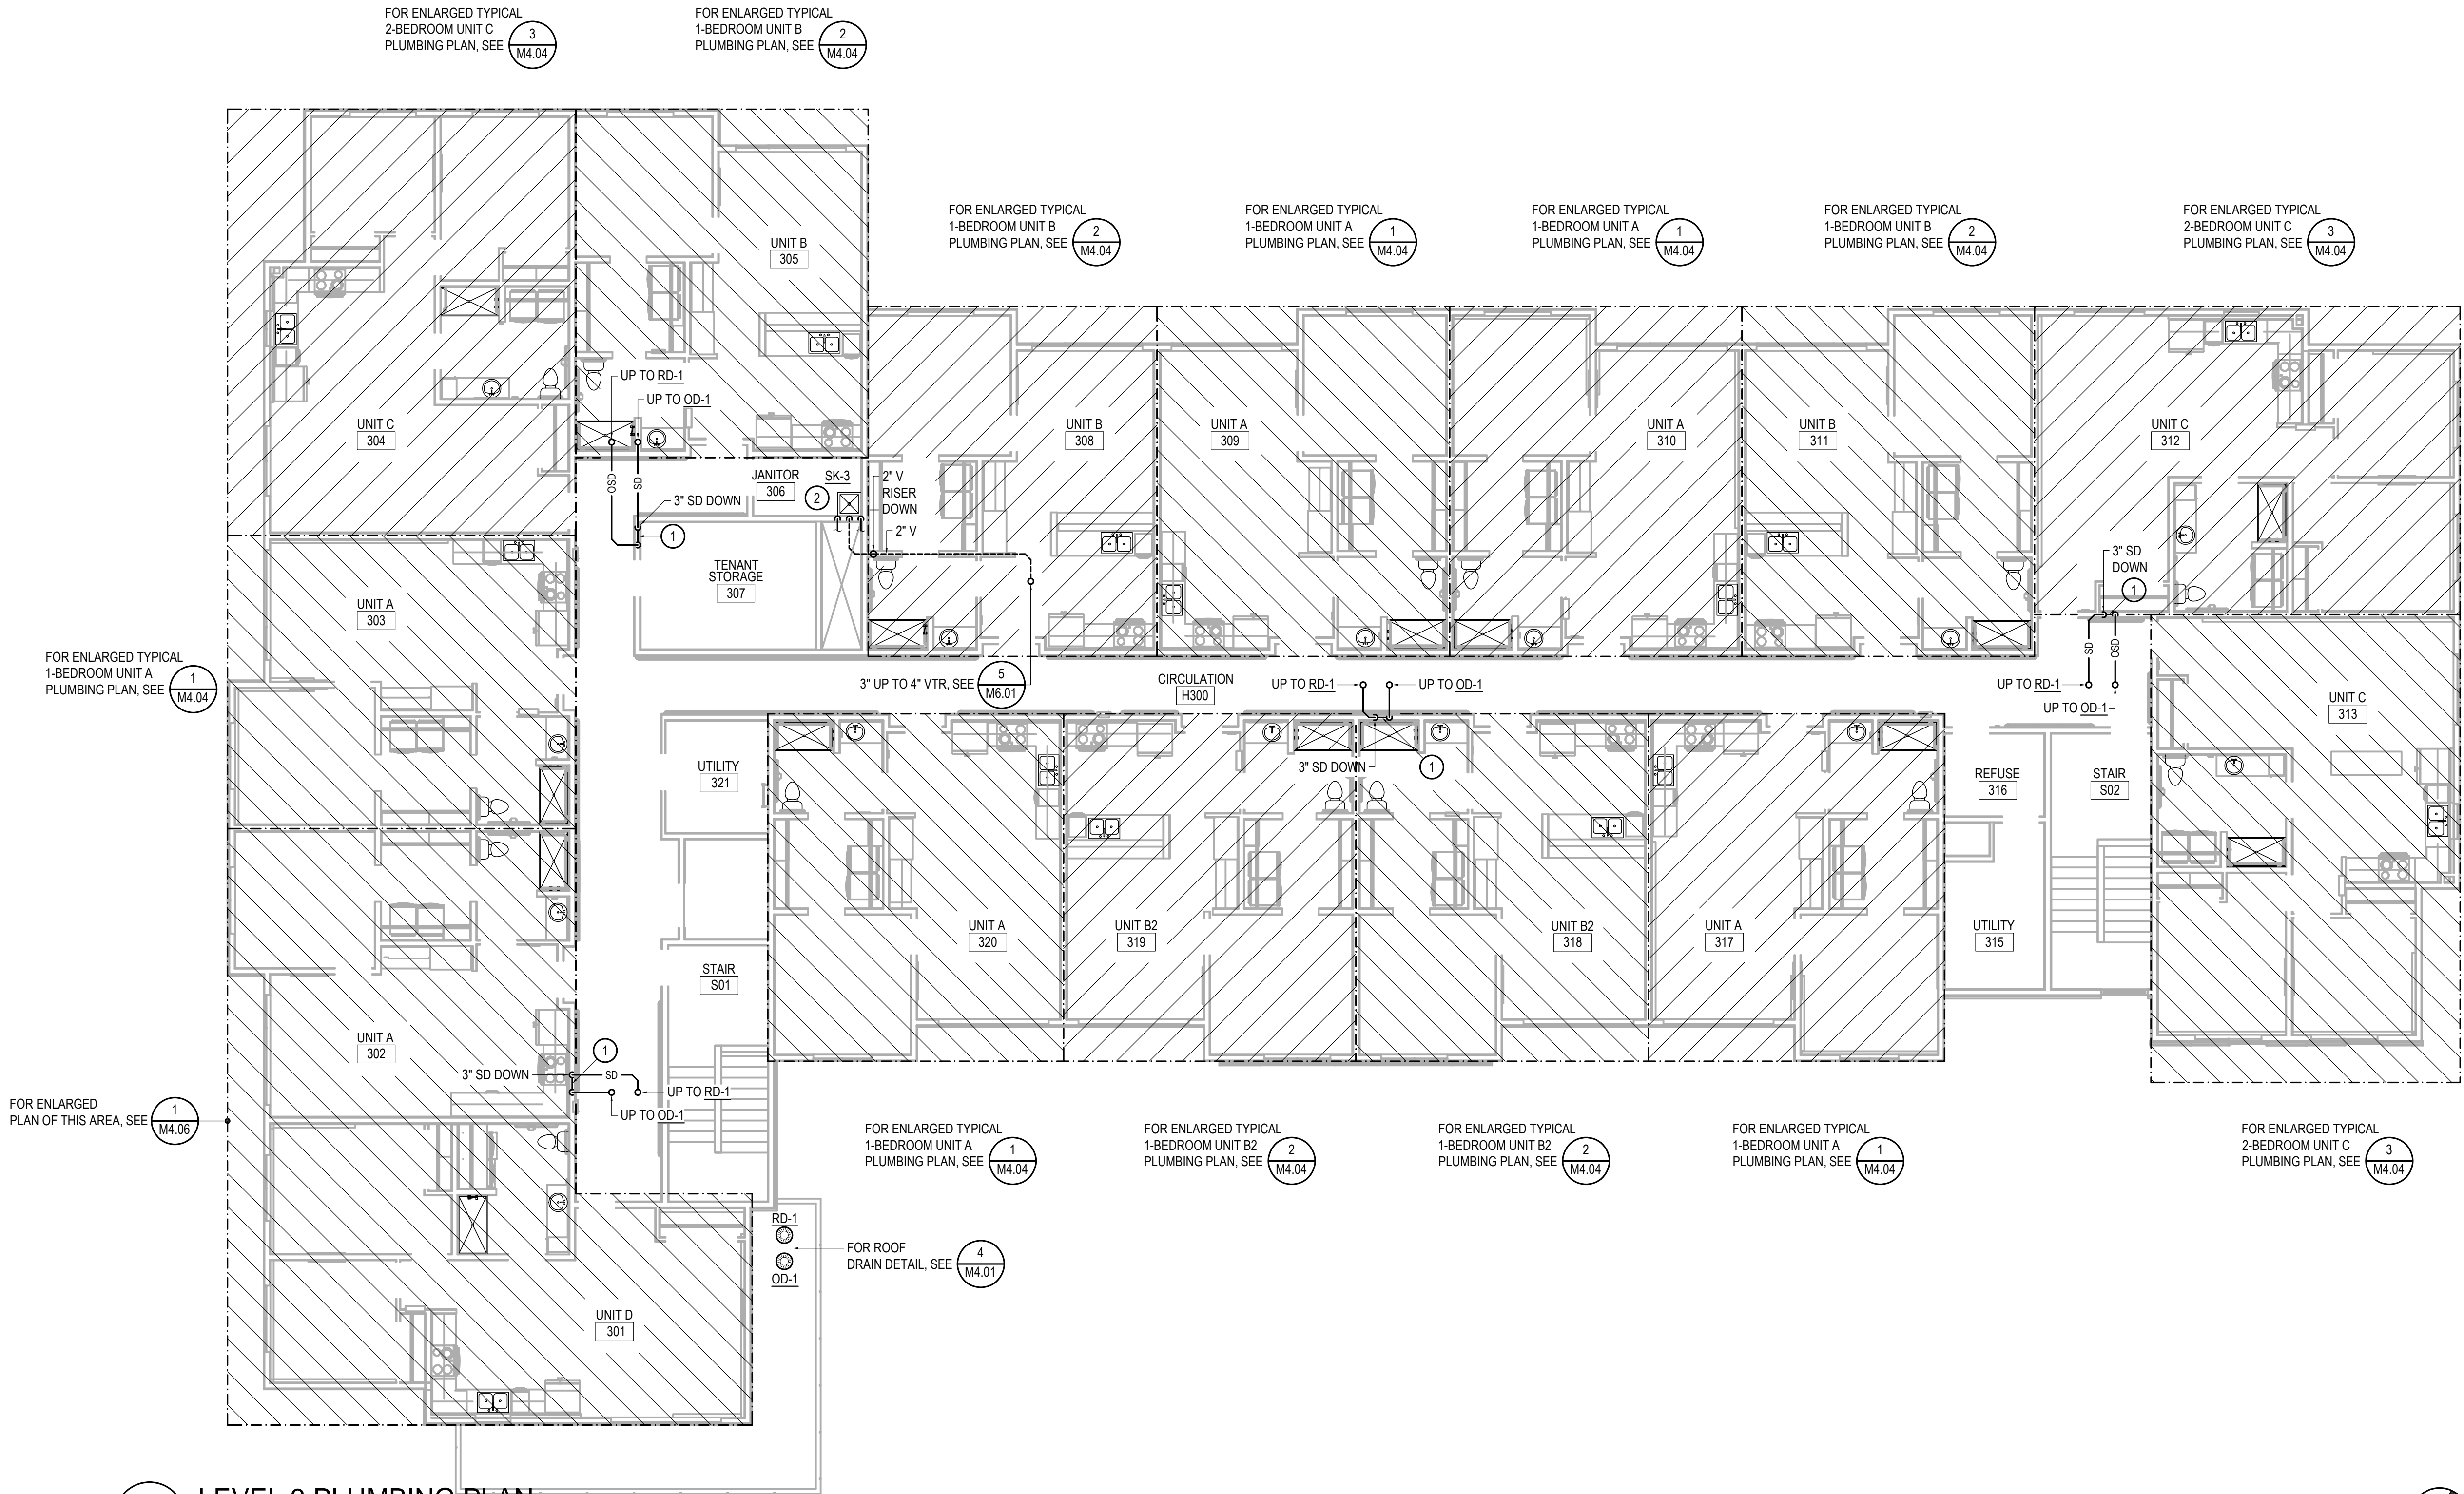 FOR ENLARGED TYPICAL
2-BEDROOM UNIT C
PLUMBING PLAN, SEE
3
M4.04
FOR ENLARGED TYPICAL
1-BEDROOM UNIT B
PLUMBING PLAN, SEE
2
M4.04
FOR ENLARGED TYPICAL
1-BEDROOM UNIT B
PLUMBING PLAN, SEE
2
M4.04
FOR ENLARGED TYPICAL
1-BEDROOM UNIT A
PLUMBING PLAN, SEE
1
M4.04
FOR ENLARGED TYPICAL
1-BEDROOM UNIT A
PLUMBING PLAN, SEE
1
M4.04
FOR ENLARGED TYPICAL
1-BEDROOM UNIT B
PLUMBING PLAN, SEE
2
M4.04
FOR ENLARGED TYPICAL
2-BEDROOM UNIT C
PLUMBING PLAN, SEE
3
M4.04
UNIT B
305
UP TO RD-1
UP TO OD-1
UNIT C
304
UNIT B
308
UNIT A
309
UNIT A
310
UNIT B
311
UNIT C
312
OSD
SD
JANITOR
306
SK-3
2
2" V
RISER
DOWN
2" V
3" SD DOWN
1
TENANT
STORAGE
307
3" SD
DOWN
1
SD
OSD
UNIT A
303
FOR ENLARGED TYPICAL
1-BEDROOM UNIT A
PLUMBING PLAN, SEE
1
M4.04
3" UP TO 4" VTR, SEE
5
M6.01
CIRCULATION
H300
UP TO RD-1
UP TO OD-1
UP TO RD-1
UP TO OD-1
UNIT C
313
UTILITY
321
3" SD DOWN
1
REFUSE
316
STAIR
S02
UNIT A
320
UNIT B2
319
UNIT B2
318
UNIT A
317
UTILITY
315
STAIR
S01
UNIT A
302
1
3" SD DOWN
SD
UP TO RD-1
UP TO OD-1
FOR ENLARGED
PLAN OF THIS AREA, SEE
1
M4.06
FOR ENLARGED TYPICAL
1-BEDROOM UNIT A
PLUMBING PLAN, SEE
1
M4.04
FOR ENLARGED TYPICAL
1-BEDROOM UNIT B2
PLUMBING PLAN, SEE
2
M4.04
FOR ENLARGED TYPICAL
1-BEDROOM UNIT B2
PLUMBING PLAN, SEE
2
M4.04
FOR ENLARGED TYPICAL
1-BEDROOM UNIT A
PLUMBING PLAN, SEE
1
M4.04
FOR ENLARGED TYPICAL
2-BEDROOM UNIT C
PLUMBING PLAN, SEE
3
M4.04
RD-1
OD-1
FOR ROOF
DRAIN DETAIL, SEE
4
M4.01
UNIT D
301
LEVEL 3 PLUMBING PLAN